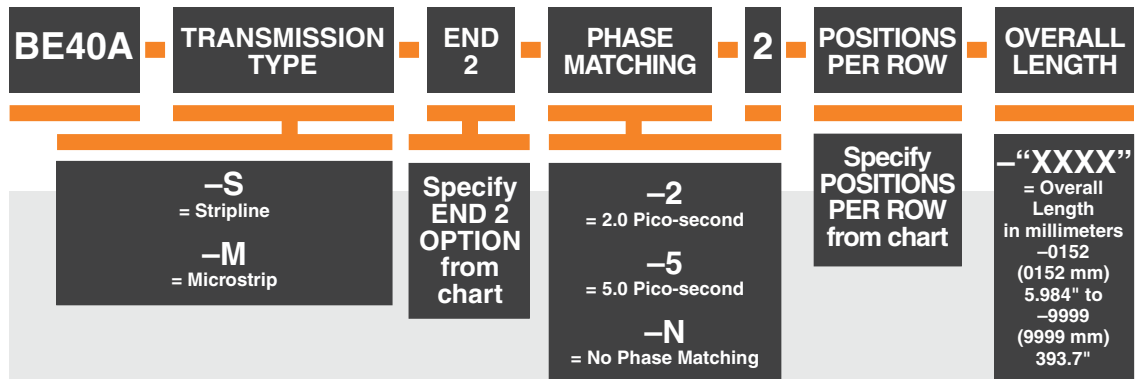 BE40A
TRANSMISSION
TYPE
END
2
PHASE
MATCHING
2
POSITIONS
PER ROW
OVERALL
LENGTH
–S
= Stripline
–M
= Microstrip
Specify
END 2
OPTION
from
chart
–2
= 2.0 Pico-second
–5
= 5.0 Pico-second
–N
= No Phase Matching
Specify
POSITIONS
PER ROW
from chart
–“XXXX”
= Overall
Length
in millimeters
–0152
(0152 mm)
5.984" to
–9999
(9999 mm)
393.7"